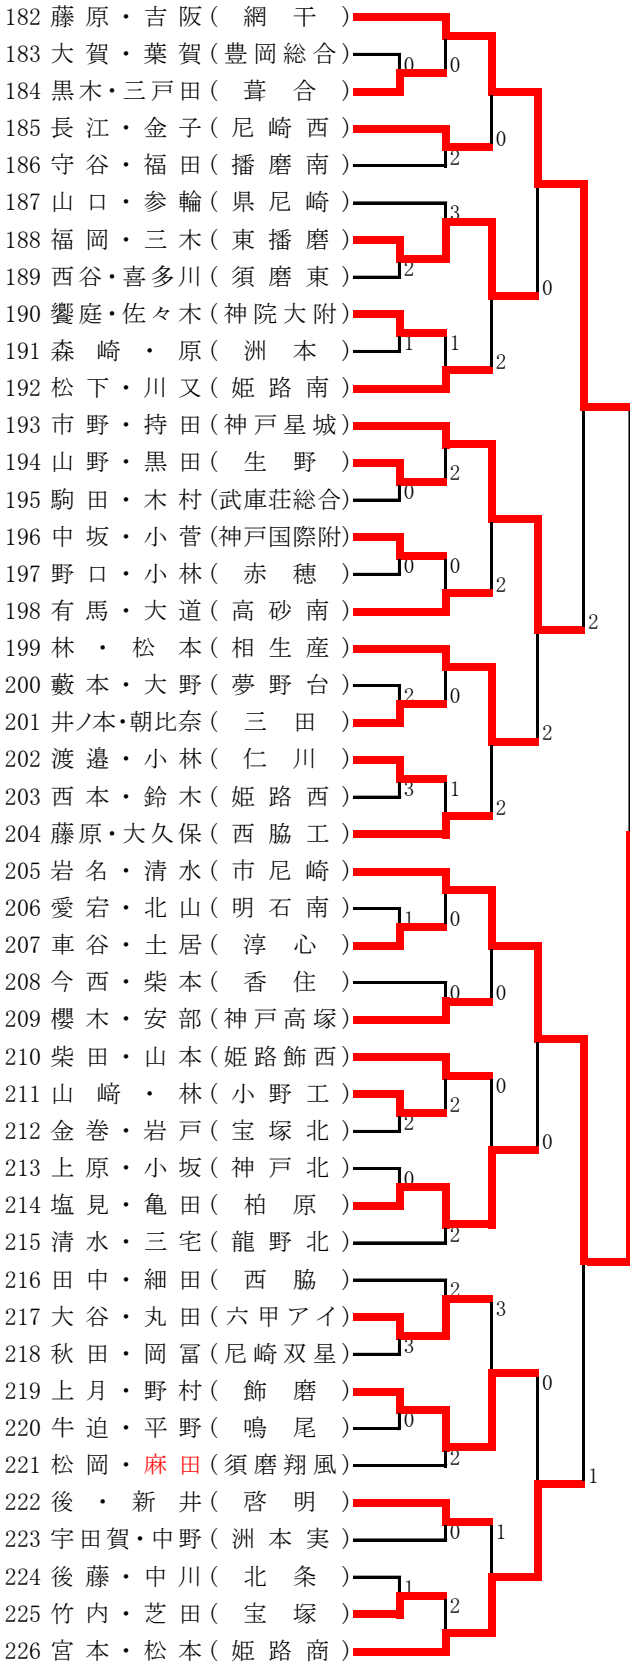 182 藤原・吉阪(網干)
0
0
183 大賀・葉賀(豊岡総合)
184 黒木・三戸田(葺合)
0
185 長江・金子(尼崎西)
2
186 守谷・福田(播磨南)
187 山口・参輪(県尼崎)
3
188 福岡・三木(東播磨)
2
189 西谷・喜多川(須磨東)
0
190 饗庭・佐々木(神院大附)
1
1
191 森崎・原(洲本)
2
192 松下・川又(姫路南)
193 市野・持田(神戸星城)
2
194 山野・黒田(生野)
0
195 駒田・木村(武庫荘総合)
196 中坂・小菅(神戸国際附)
0
0
197 野口・小林(赤穂)
2
198 有馬・大道(高砂南)
2
199 林・松本(相生産)
2
0
200 藪本・大野(夢野台)
201 井ノ本・朝比奈(三田)
2
202 渡邉・小林(仁川)
3
1
203 西本・鈴木(姫路西)
2
204 藤原・大久保(西脇工)
205 岩名・清水(市尼崎)
1
0
206 愛宕・北山(明石南)
207 車谷・土居(淳心)
208 今西・柴本(香住)
0
0
209 櫻木・安部(神戸高塚)
210 柴田・山本(姫路飾西)
0
211 山﨑・林(小野工)
2
2
212 金巻・岩戸(宝塚北)
0
213 上原・小坂(神戸北)
0
214 塩見・亀田(柏原)
2
215 清水・三宅(龍野北)
216 田中・細田(西脇)
2
3
217 大谷・丸田(六甲アイ)
3
218 秋田・岡冨(尼崎双星)
0
219 上月・野村(飾磨)
0
220 牛迫・平野(鳴尾)
2
221 松岡・麻田(須磨翔風)
1
222 後・新井(啓明)
0
1
223 宇田賀・中野(洲本実)
224 後藤・中川(北条)
1
2
225 竹内・芝田(宝塚)
226 宮本・松本(姫路商)